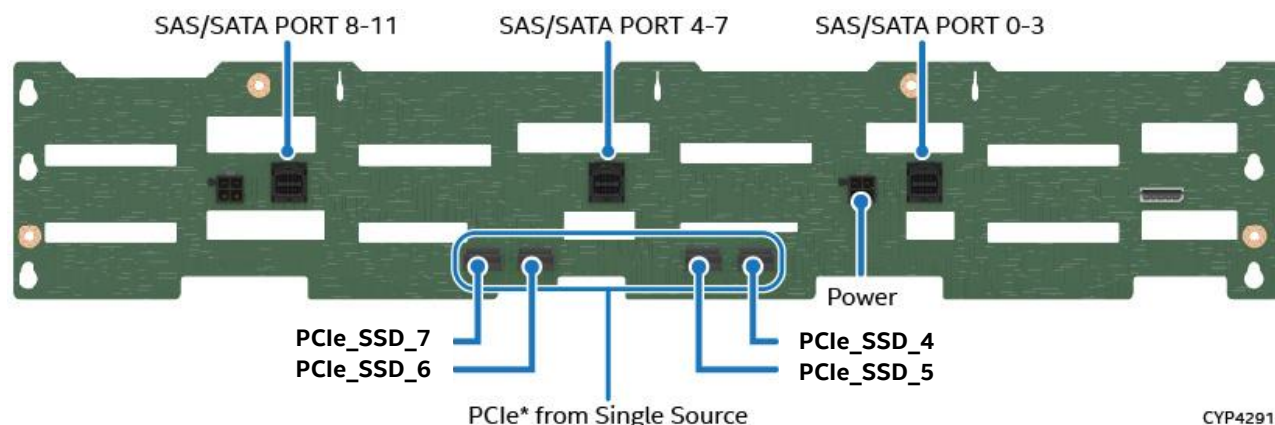 SAS/SATA PORT 8-11
SAS/SATA PORT 4-7
SAS/SATA PORT 0-3
Power
PCIe_SSD_7
PCIe_SSD_6
PCIe_SSD_4
PCIe_SSD_5
PCIe* from Single Source
CYP4291